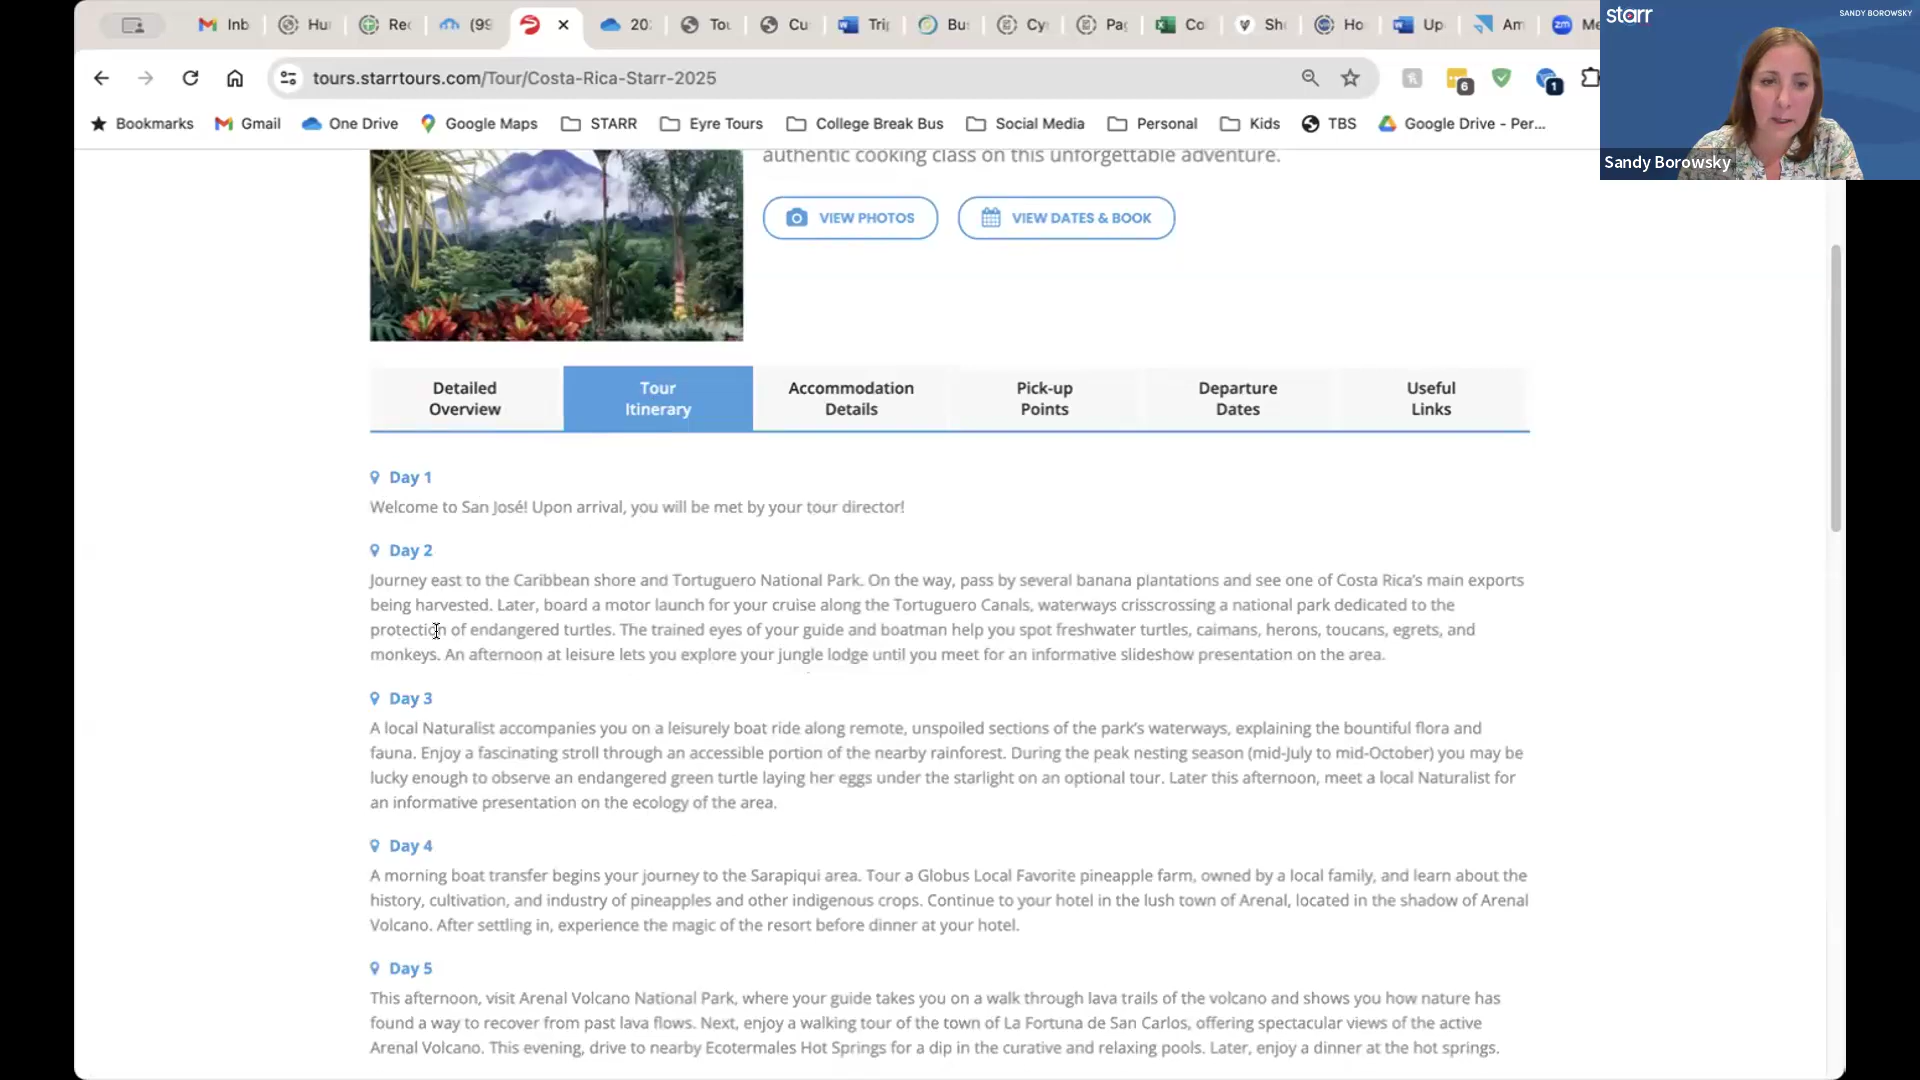 Inb
Hu
Rec
(99
20
Tou
Cu
Trip
Bu
Cy
Pag
Co
Sh
Ho
Up
Am
Me
starr
SANDY BOROWSKY
tours.starrtours.com/Tour/Costa-Rica-Starr-2025
6
1
Bookmarks
Gmail
One Drive
Google Maps
STARR
Eyre Tours
College Break Bus
Social Media
Personal
Kids
TBS
Google Drive - Per...
Sandy Borowsky
authentic cooking class on this unforgettable adventure.
VIEW PHOTOS
VIEW DATES & BOOK
Detailed
Overview
Tour
Itinerary
Accommodation
Details
Pick-up
Points
Departure
Dates
Useful
Links
Day 1
Welcome to San José! Upon arrival, you will be met by your tour director!
Day 2
Journey east to the Caribbean shore and Tortuguero National Park. On the way, pass by several banana plantations and see one of Costa Rica's main exports
being harvested. Later, board a motor launch for your cruise along the Tortuguero Canals, waterways crisscrossing a national park dedicated to the
protection of endangered turtles. The trained eyes of your guide and boatman help you spot freshwater turtles, caimans, herons, toucans, egrets, and
monkeys. An afternoon at leisure lets you explore your jungle lodge until you meet for an informative slideshow presentation on the area.
Day 3
A local Naturalist accompanies you on a leisurely boat ride along remote, unspoiled sections of the park's waterways, explaining the bountiful flora and
fauna. Enjoy a fascinating stroll through an accessible portion of the nearby rainforest. During the peak nesting season (mid-July to mid-October) you may be
lucky enough to observe an endangered green turtle laying her eggs under the starlight on an optional tour. Later this afternoon, meet a local Naturalist for
an informative presentation on the ecology of the area.
Day 4
A morning boat transfer begins your journey to the Sarapiqui area. Tour a Globus Local Favorite pineapple farm, owned by a local family, and learn about the
history, cultivation, and industry of pineapples and other indigenous crops. Continue to your hotel in the lush town of Arenal, located in the shadow of Arenal
Volcano. After settling in, experience the magic of the resort before dinner at your hotel.
Day 5
This afternoon, visit Arenal Volcano National Park, where your guide takes you on a walk through lava trails of the volcano and shows you how nature has
found a way to recover from past lava flows. Next, enjoy a walking tour of the town of La Fortuna de San Carlos, offering spectacular views of the active
Arenal Volcano. This evening, drive to nearby Ecotermales Hot Springs for a dip in the curative and relaxing pools. Later, enjoy a dinner at the hot springs.